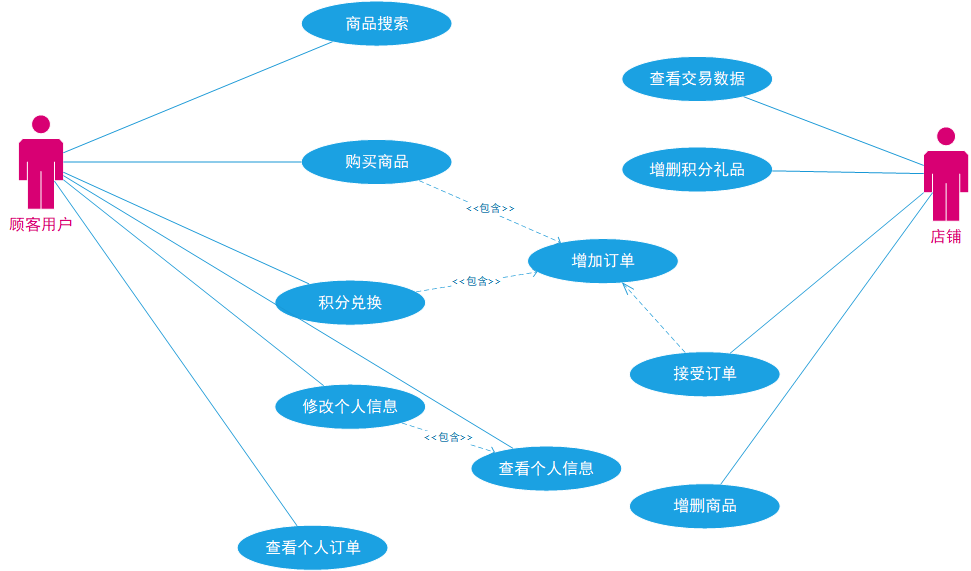 商品搜索
查看交易数据
购买商品
增删积分礼品
<<包含>>
顾客用户
店铺
增加订单
<<包含>>
积分兑换
接受订单
修改个人信息
<<包含>>
查看个人信息
增删商品
查看个人订单